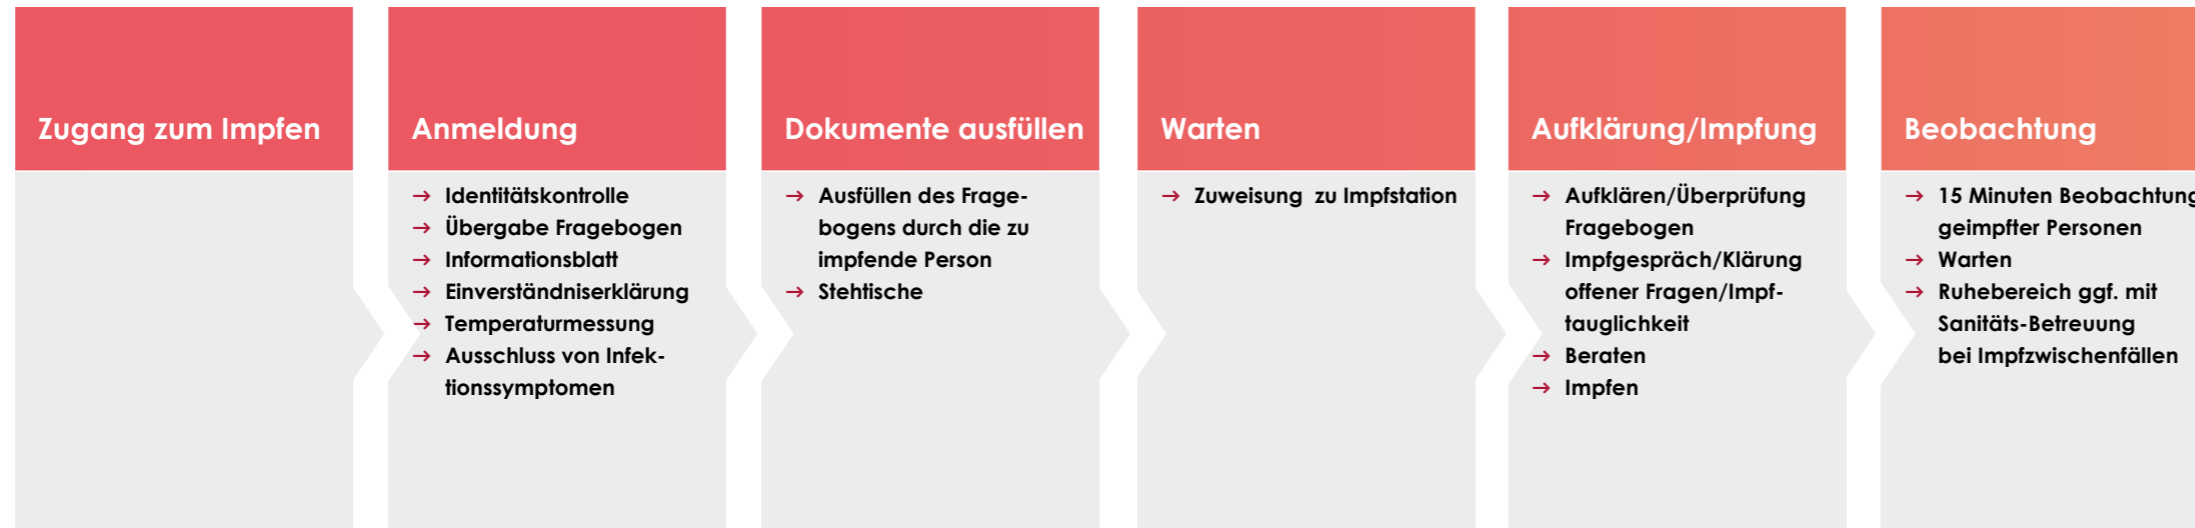 Zugang zum Impfen
Anmeldung
→ Identitätskontrolle
→ Übergabe Fragebogen
→ Informationsblatt
→ Einverständniserklärung
→ Temperaturmessung
→ Ausschluss von Infek-
tionssymptomen
Dokumente ausfüllen
→ Ausfüllen des Frage-
bogens durch die zu
impfende Person
→ Stehtische
Warten
→ Zuweisung zu Impfstation
Aufklärung/Impfung
→ Aufklären/Überprüfung
Fragebogen
→ Impfgespräch/Klärung
offener Fragen/Impf-
tauglichkeit
→ Beraten
→ Impfen
Beobachtung
→ 15 Minuten Beobachtung
geimpfter Personen
→ Warten
→ Ruhebereich ggf. mit
Sanitäts-Betreuung
bei Impfzwischenfällen